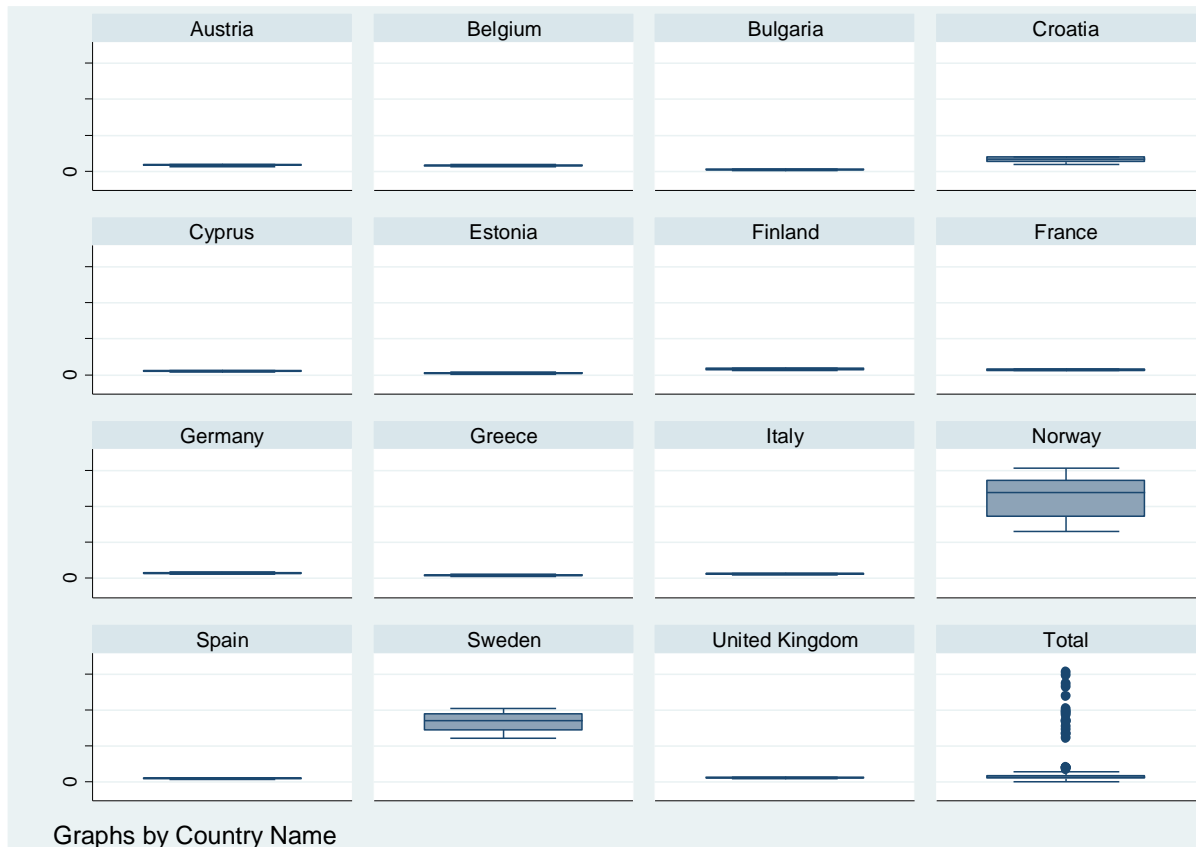 Austria Belgium Bulgaria Croatia
0
Cyprus Estonia Finland France
0
Germany Greece Italy Norway
0
Spain Sweden United Kingdom Total
0
Graphs by Country Name